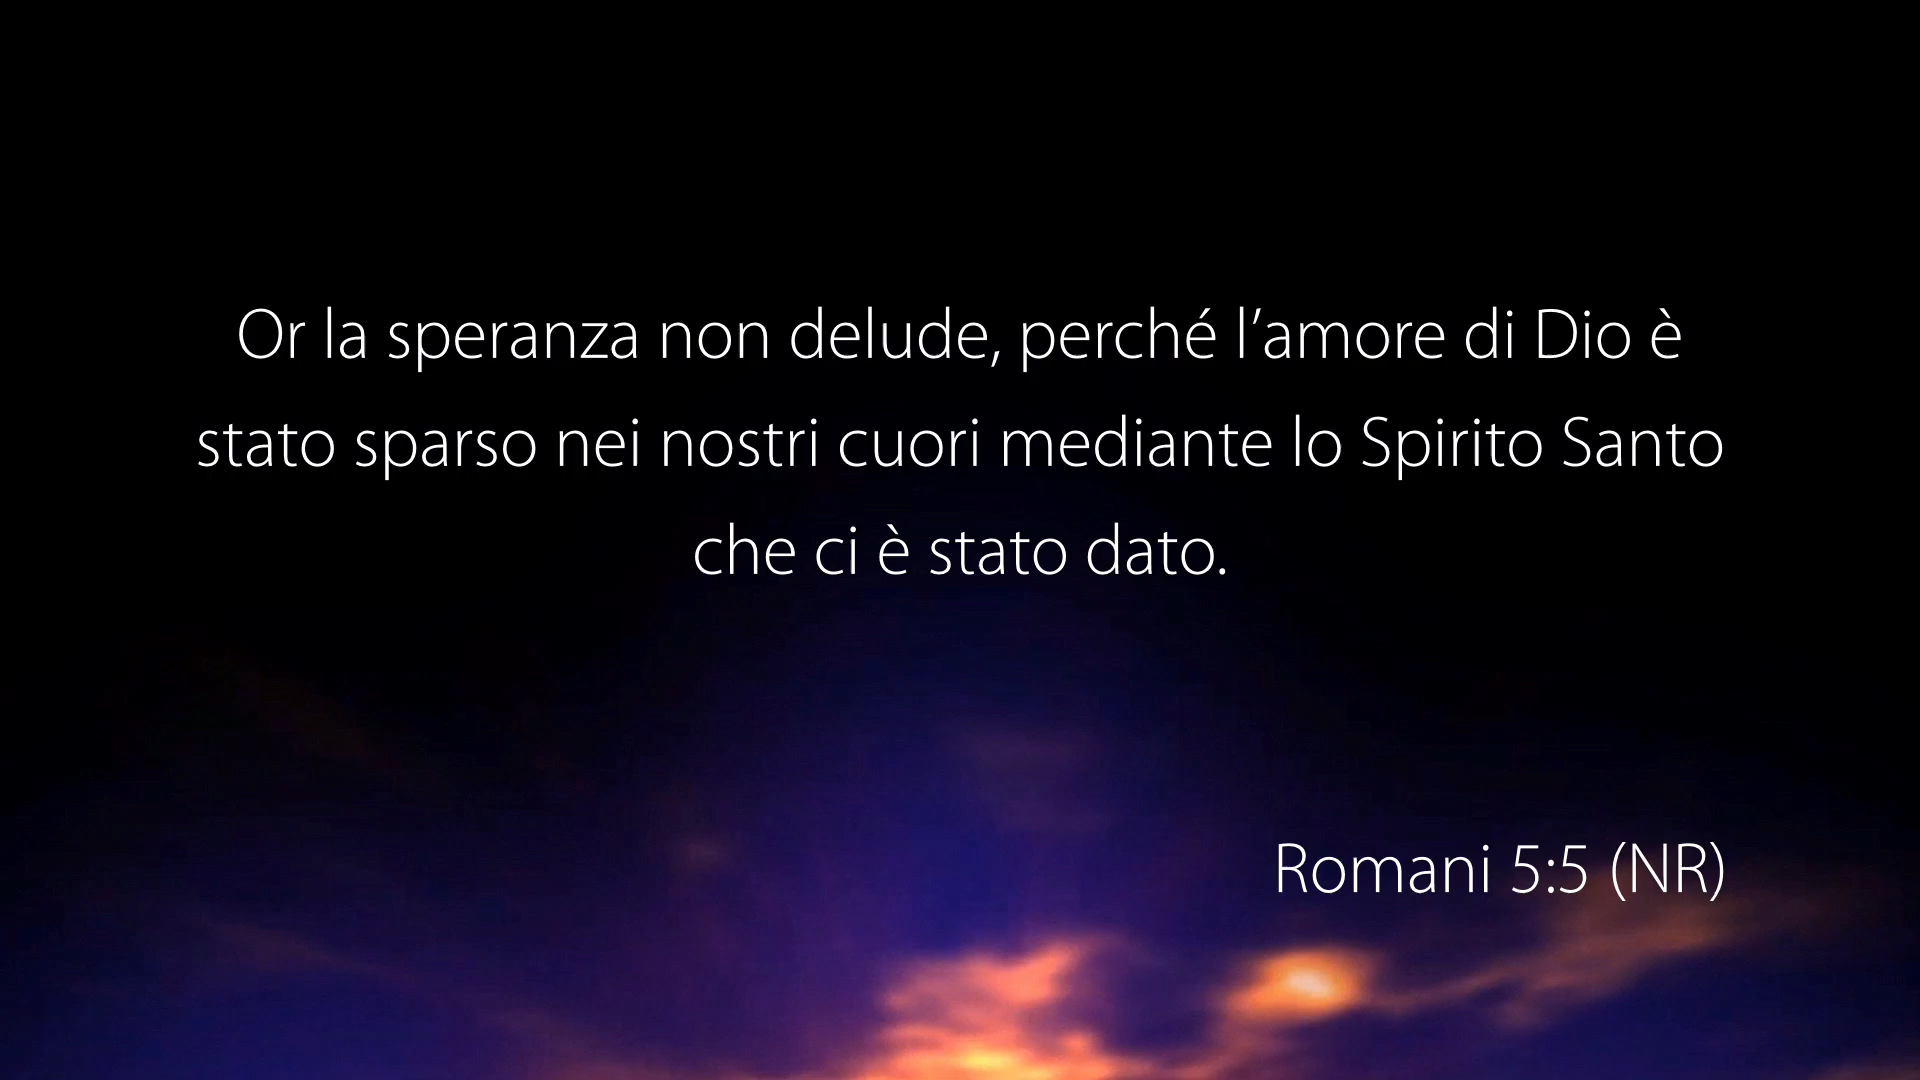 Or la speranza non delude, perché l’amore di Dio è
stato sparso nei nostri cuori mediante lo Spirito Santo
che ci è stato dato.
Romani 5:5 (NR)